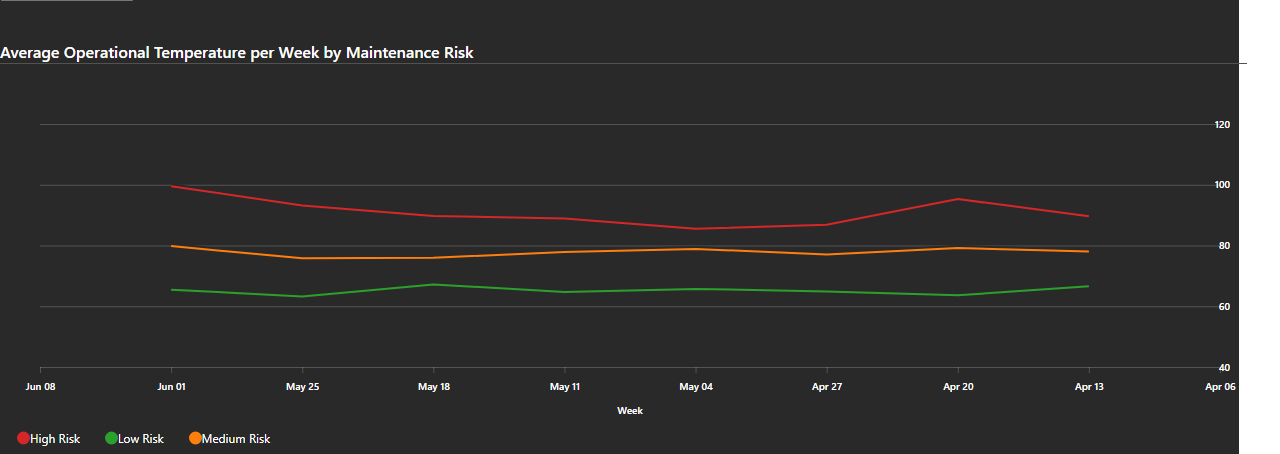 Average Operational Temperature per Week by Maintenance Risk
120
100
80
60
40
Jun 08 Jun 01 May 25 May 18 May 11 May 04 Apr 27 Apr 20 Apr 13 Apr 06
Week
High Risk Low Risk Medium Risk